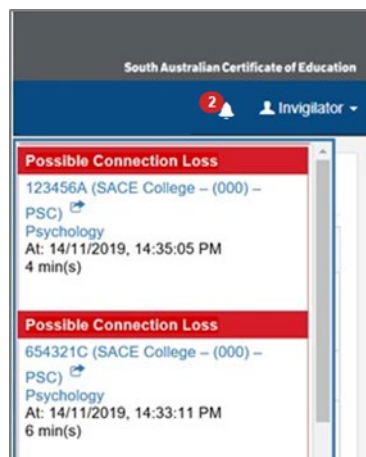 South Australian Certificate of Education
2
Invigilator
Possible Connection Loss
123456A (SACE College – (000) –
PSC)
Psychology
At: 14/11/2019, 14:35:05 PM
4 min(s)
Possible Connection Loss
654321C (SACE College – (000) –
PSC)
Psychology
At: 14/11/2019, 14:33:11 PM
6 min(s)